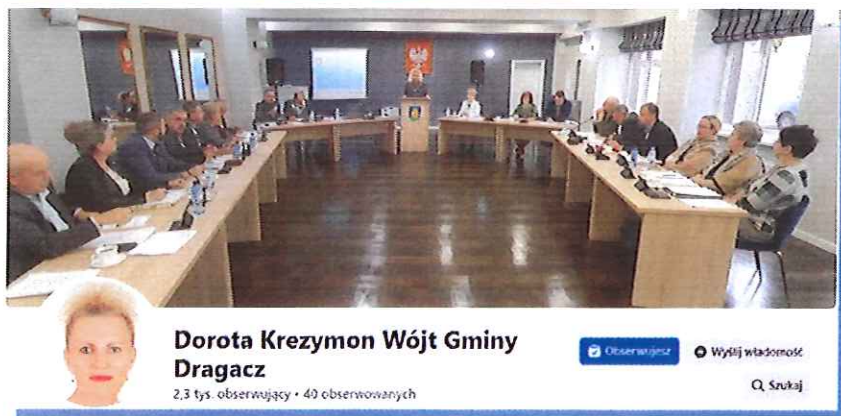 Dorota Krezymon Wójt Gminy
Dragacz
2,3 tys. obserwujący • 40 obserwowanych
Obserwujesz
Wyślij wiadomość
Szukaj